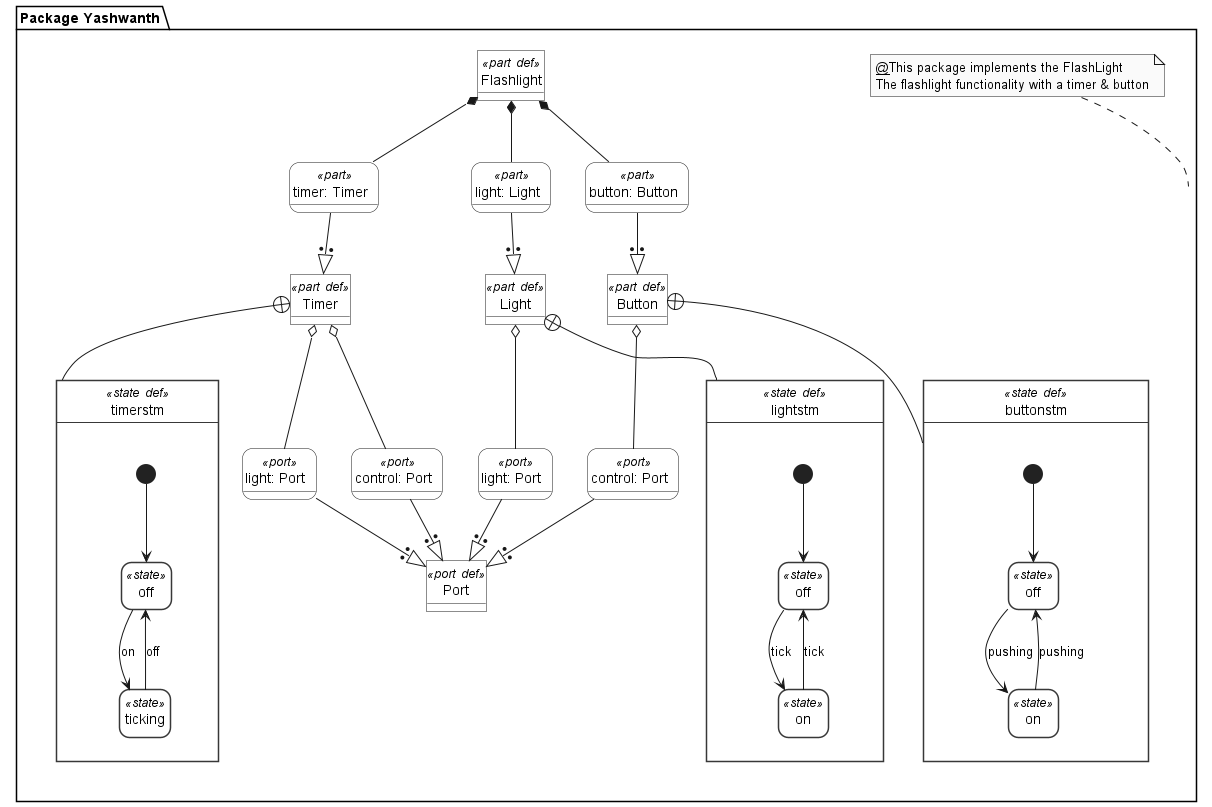 Package Yashwanth
@This package implements the FlashLight
The flashlight functionality with a timer & button
«part def»
Flashlight
«part»
timer: Timer
«part»
light: Light
«part»
button: Button
«part def»
Timer
«part def»
Light
«part def»
Button
«state def»
timerstm
«state def»
lightstm
«state def»
buttonstm
«port»
light: Port
«port»
control: Port
«port»
light: Port
«port»
control: Port
«port def»
Port
«state»
off
on
off
«state»
ticking
«state»
off
tick
tick
«state»
on
«state»
off
pushing
pushing
«state»
on